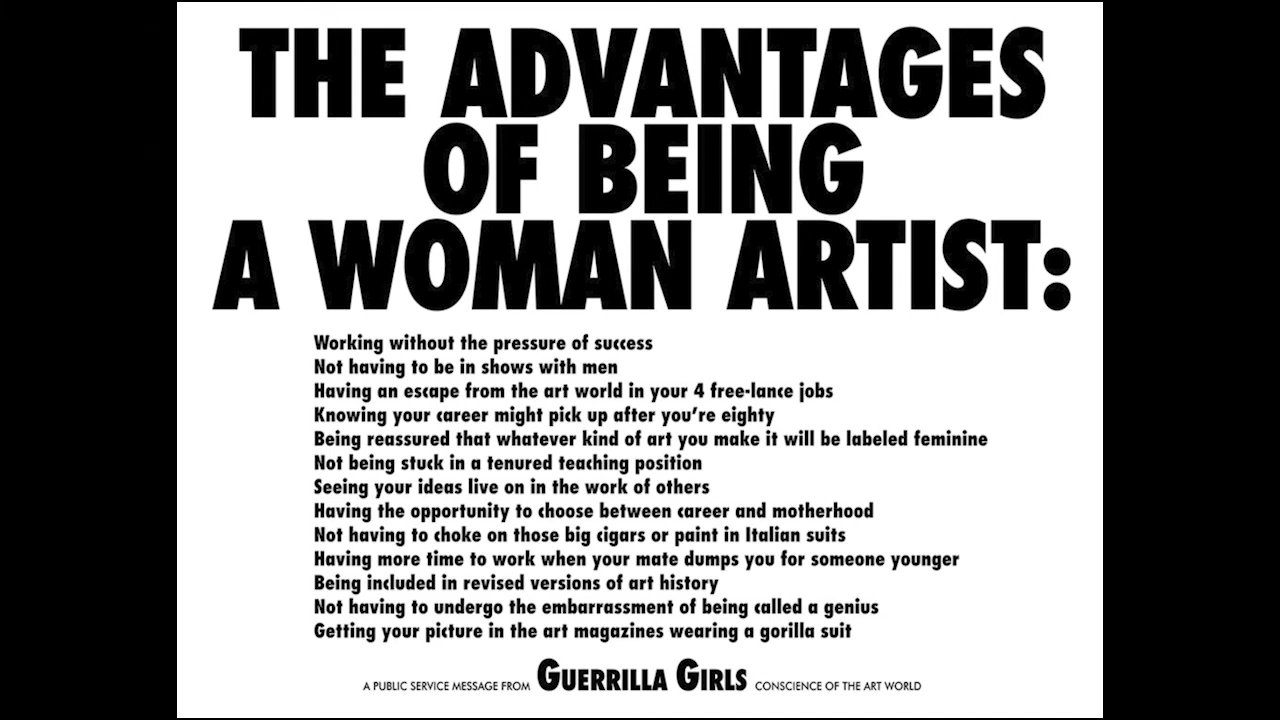 THE ADVANTAGES
OF BEING
A WOMAN ARTIST:
Working without the pressure of success
Not having to be in shows with men
Having an escape from the art world in your 4 free-lance jobs
Knowing your career might pick up after you’re eighty
Being reassured that whatever kind of art you make it will be labeled feminine
Not being stuck in a tenured teaching position
Seeing your ideas live on in the work of others
Having the opportunity to choose between career and motherhood
Not having to choke on those big cigars or paint in Italian suits
Having more time to work when your mate dumps you for someone younger
Being included in revised versions of art history
Not having to undergo the embarrassment of being called a genius
Getting your picture in the art magazines wearing a gorilla suit
A PUBLIC SERVICE MESSAGE FROM GUERRILLA GIRLS CONSCIENCE OF THE ART WORLD